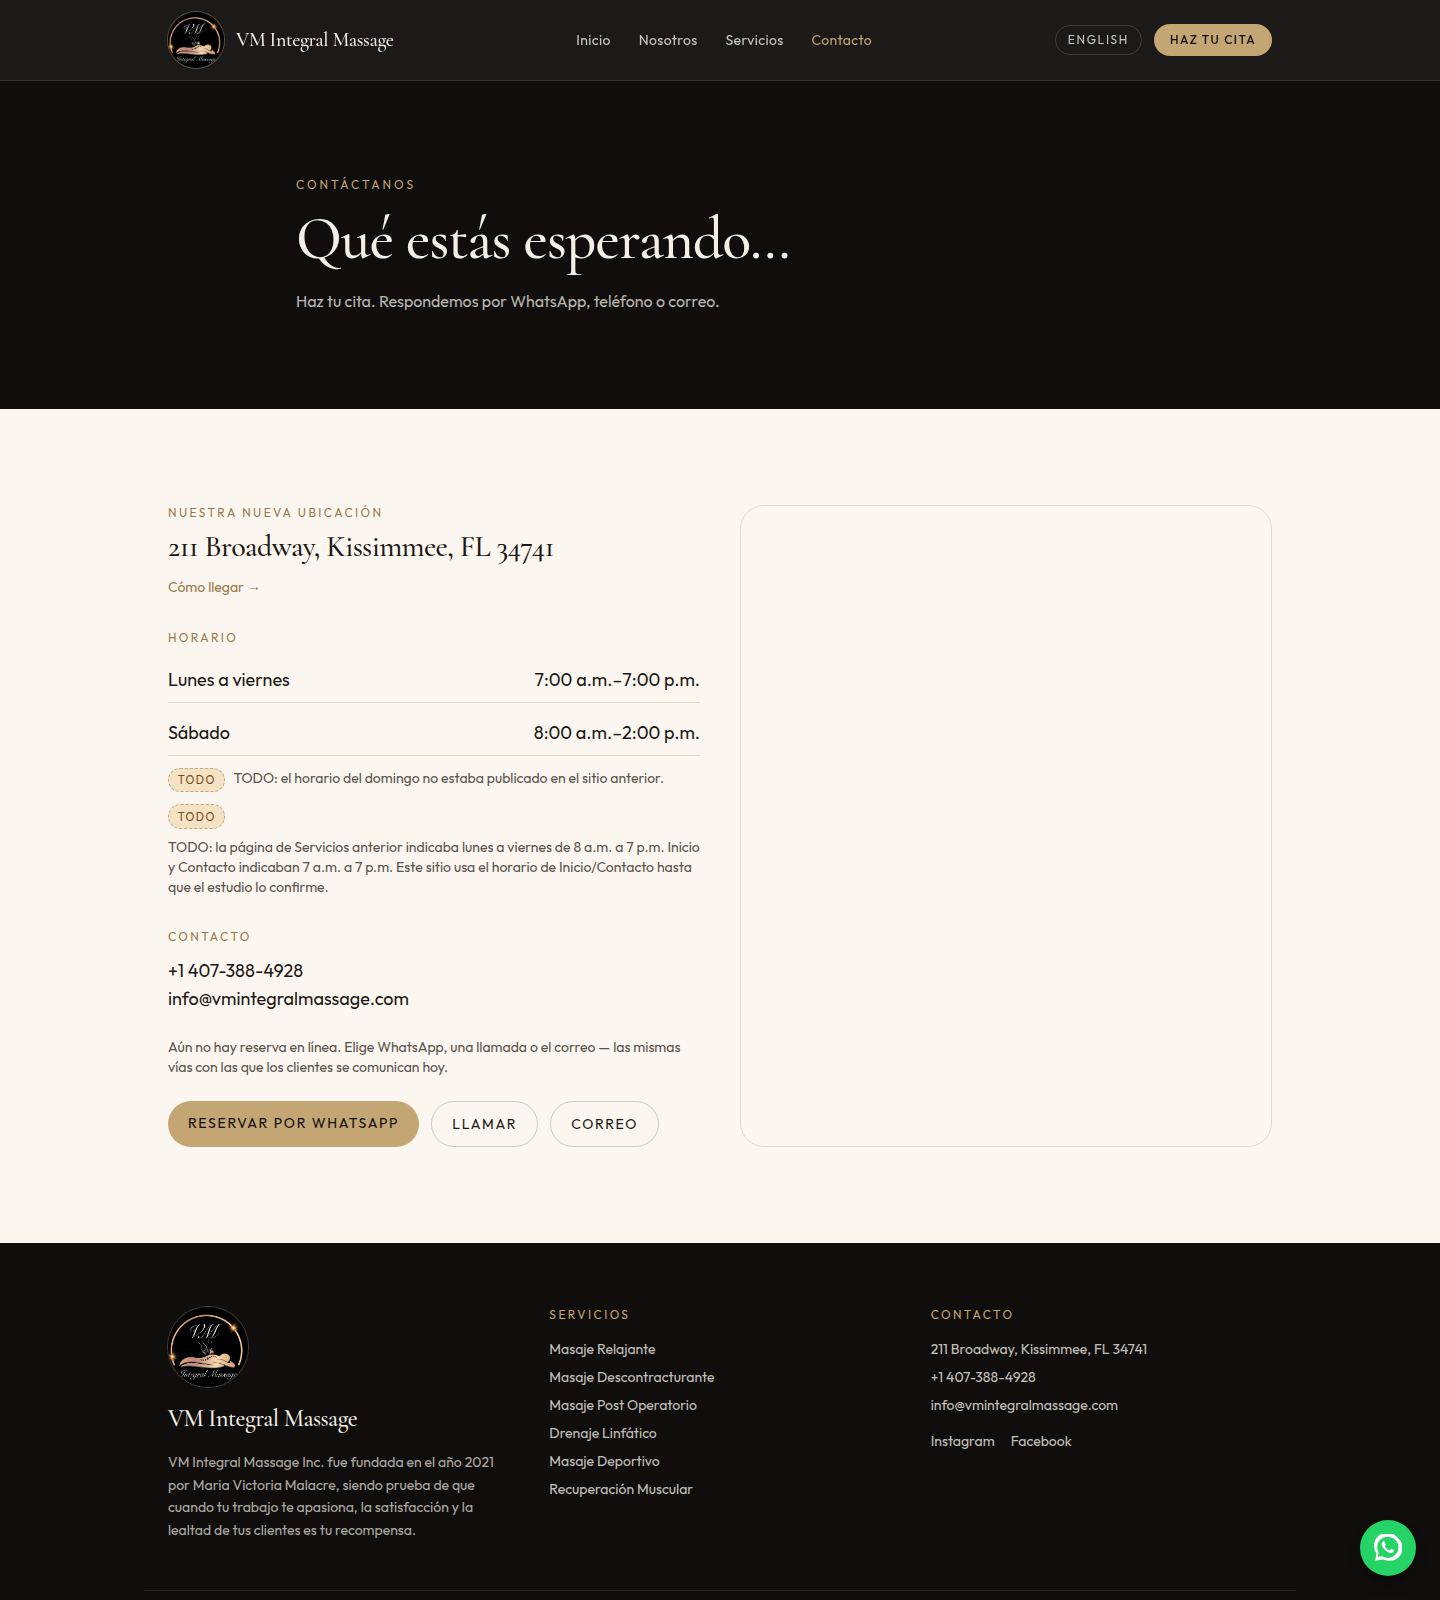 VM
Integral Massage
VM Integral Massage
Inicio
Nosotros
Servicios
Contacto
ENGLISH
HAZ TU CITA
CONTÁCTANOS
Qué estás esperando...
Haz tu cita. Respondemos por WhatsApp, teléfono o correo.
NUESTRA NUEVA UBICACIÓN
211 Broadway, Kissimmee, FL 34741
Cómo llegar →
HORARIO
Lunes a viernes 7:00 a.m.–7:00 p.m.
Sábado 8:00 a.m.–2:00 p.m.
TODO TODO: el horario del domingo no estaba publicado en el sitio anterior.
TODO
TODO: la página de Servicios anterior indicaba lunes a viernes de 8 a.m. a 7 p.m. Inicio
y Contacto indicaban 7 a.m. a 7 p.m. Este sitio usa el horario de Inicio/Contacto hasta
que el estudio lo confirme.
CONTACTO
+1 407-388-4928
info@vmintegralmassage.com
Aún no hay reserva en línea. Elige WhatsApp, una llamada o el correo — las mismas
vías con las que los clientes se comunican hoy.
RESERVAR POR WHATSAPP
LLAMAR
CORREO
VM
Integral Massage
VM Integral Massage
VM Integral Massage Inc. fue fundada en el año 2021
por Maria Victoria Malacre, siendo prueba de que
cuando tu trabajo te apasiona, la satisfacción y la
lealtad de tus clientes es tu recompensa.
SERVICIOS
Masaje Relajante
Masaje Descontracturante
Masaje Post Operatorio
Drenaje Linfático
Masaje Deportivo
Recuperación Muscular
CONTACTO
211 Broadway, Kissimmee, FL 34741
+1 407-388-4928
info@vmintegralmassage.com
Instagram
Facebook